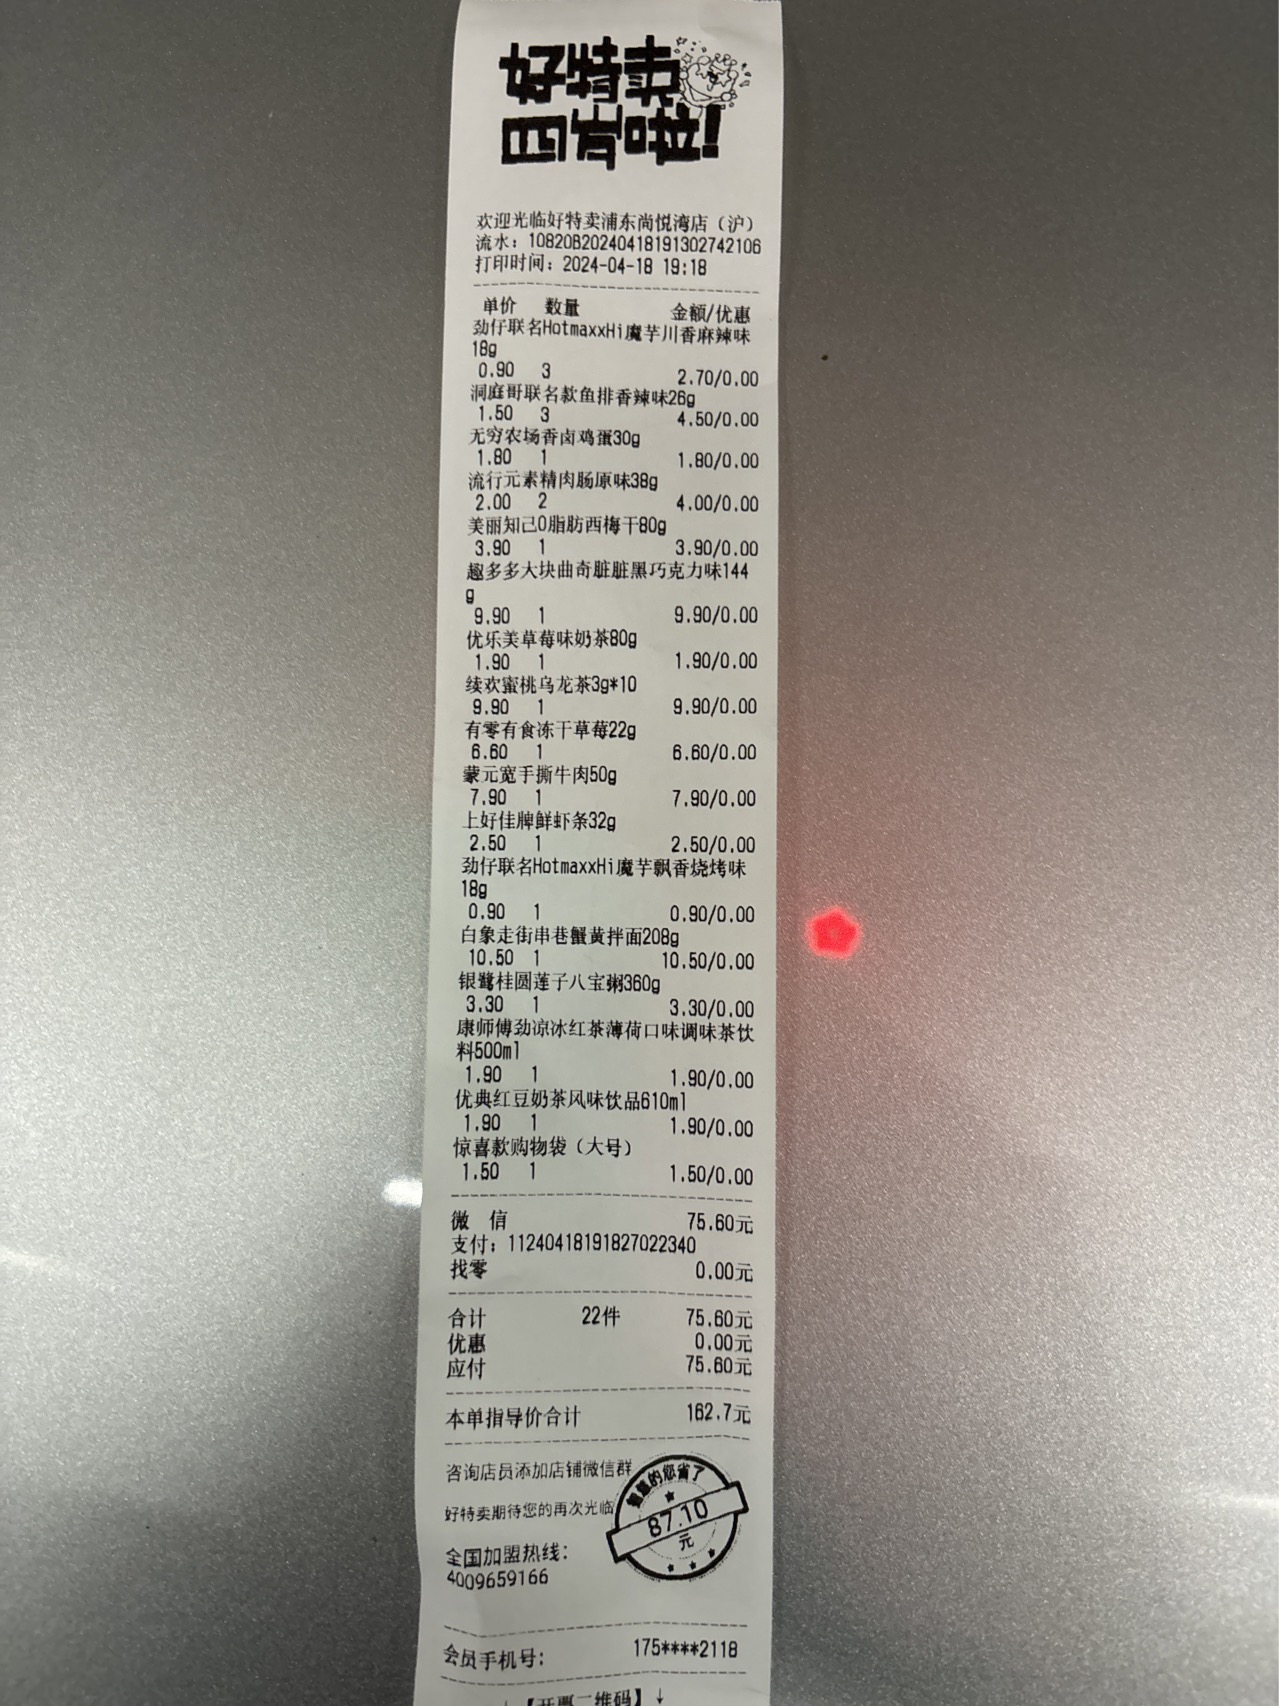 好特卖
目标哇!
欢迎光临好特卖浦东尚悦湾店（沪）
流水：10820B20240418191302742106
打印时间：2024-04-18 19:18
单价 数量 金额/优惠
劲仔联名HotmaxxHi魔芋川香麻辣味
18g
0.90 3 2.70/0.00
洞庭哥联名款鱼排香辣味26g
1.50 3 4.50/0.00
无穷农场香卤鸡蛋30g
1.80 1 1.80/0.00
流行元素精肉肠原味38g
2.00 2 4.00/0.00
美丽知己0脂肪西梅干80g
3.90 1 3.90/0.00
趣多多大块曲奇脏脏黑巧克力味144
g
9.90 1 9.90/0.00
优乐美草莓味奶茶80g
1.90 1 1.90/0.00
续欢蜜桃乌龙茶3g*10
9.90 1 9.90/0.00
有零有食冻干草莓22g
6.60 1 6.60/0.00
蒙元宽手撕牛肉50g
7.90 1 7.90/0.00
上好佳牌鲜虾条32g
2.50 1 2.50/0.00
劲仔联名HotmaxxHi魔芋飘香烧烤味
18g
0.90 1 0.90/0.00
白象走街串巷蟹黄拌面208g
10.50 1 10.50/0.00
银鹭桂圆莲子八宝粥360g
3.30 1 3.30/0.00
康师傅劲凉冰红茶薄荷口味调味茶饮
料500ml
1.90 1 1.90/0.00
优典红豆奶茶风味饮品610ml
1.90 1 1.90/0.00
惊喜款购物袋（大号）
1.50 1 1.50/0.00
微 信 75.60元
支付：11240418191827022340
找零 0.00元
合计 22件 75.60元
优惠 0.00元
应付 75.60元
本单指导价合计 162.7元
咨询店员添加店铺微信群
好特卖期待您的再次光临
的您省了
87.10
元
全国加盟热线：
4009659166
会员手机号： 175****2118
↓【开票二维码】↓